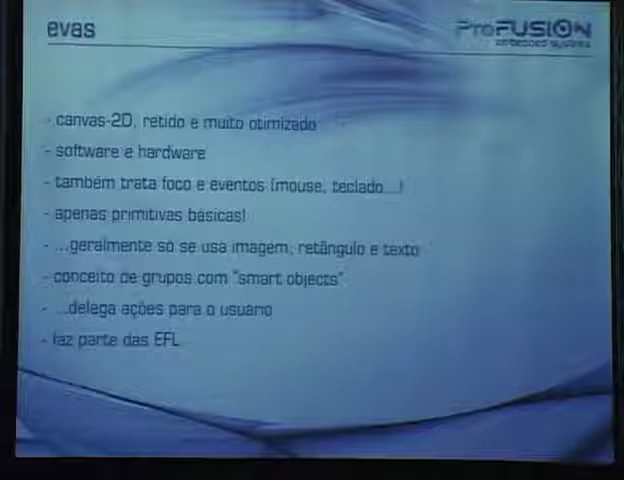 evas
ProFUSION
embedded systems
- canvas-2D, retido e muito otimizado
- software e hardware
- também trata foco e eventos (mouse, teclado...)
- apenas primitivas básicas!
- ...geralmente só se usa imagem, retângulo e texto
- conceito de grupos com "smart objects"
- ...delega ações para o usuário
- faz parte das EFL